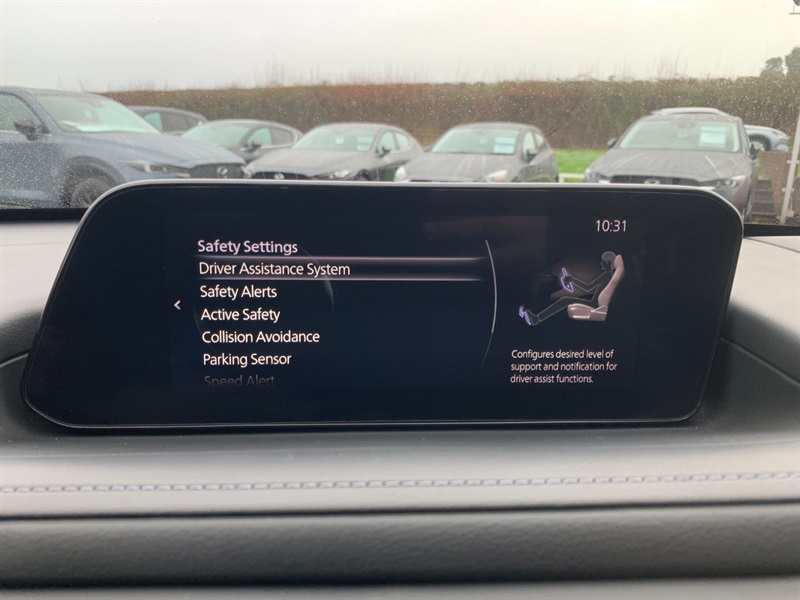 10:31
Safety Settings
Driver Assistance System
Safety Alerts
Active Safety
Collision Avoidance
Parking Sensor
Speed Alert
Configures desired level of
support and notification for
driver assist functions.